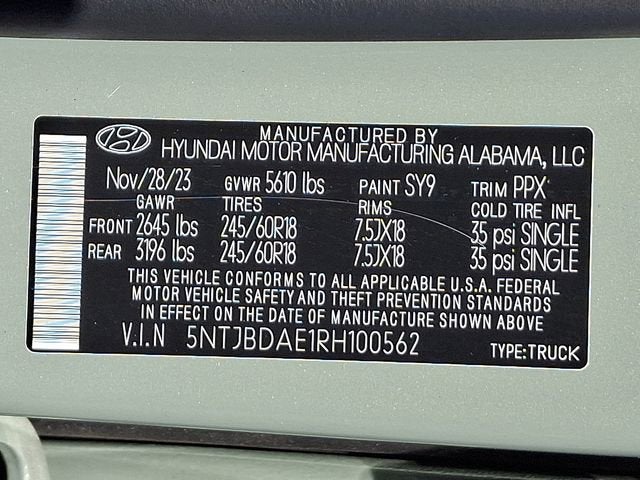 MANUFACTURED BY
HYUNDAI MOTOR MANUFACTURING ALABAMA, LLC
Nov/28/23 GVWR 5610 lbs PAINT SY9 TRIM PPX
GAWR TIRES RIMS COLD TIRE INFL
FRONT 2645 lbs 245/60R18 7.5JX18 35 psi SINGLE
REAR 3196 lbs 245/60R18 7.5JX18 35 psi SINGLE
THIS VEHICLE CONFORMS TO ALL APPLICABLE U.S.A. FEDERAL
MOTOR VEHICLE SAFETY AND THEFT PREVENTION STANDARDS
IN EFFECT ON THE DATE OF MANUFACTURE SHOWN ABOVE
V.I.N 5NTJBDAE1RH100562 TYPE:TRUCK